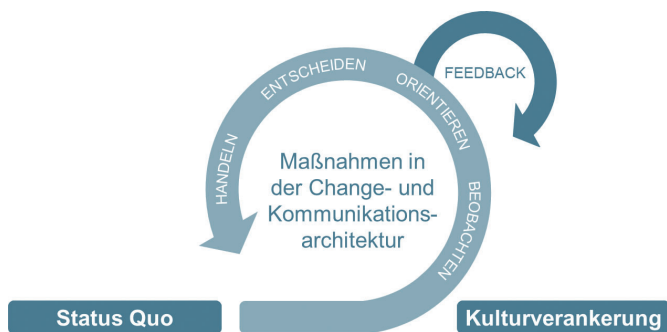 ENTSCHEIDEN
ORIENTIEREN
FEEDBACK
HANDELN
Maßnahmen in
der Change- und
Kommunikations-
architektur
BEOBACHTEN
Status Quo
Kulturverankerung